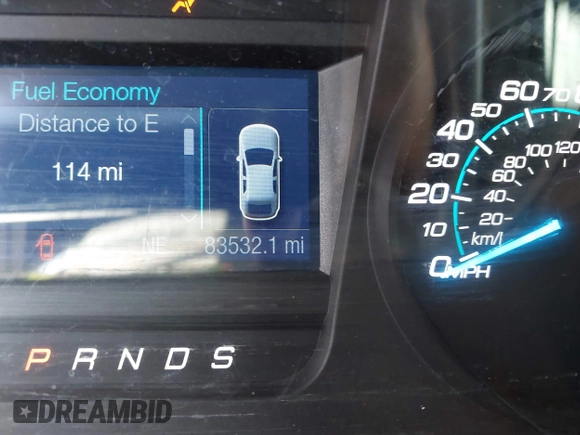 Fuel Economy
Distance to E
114 mi
NE
83532.1 mi
P R N D S
0 10 20 30 40 50 60 70
20 40 60 80 100 120
km/l
MPH
DREAMBID